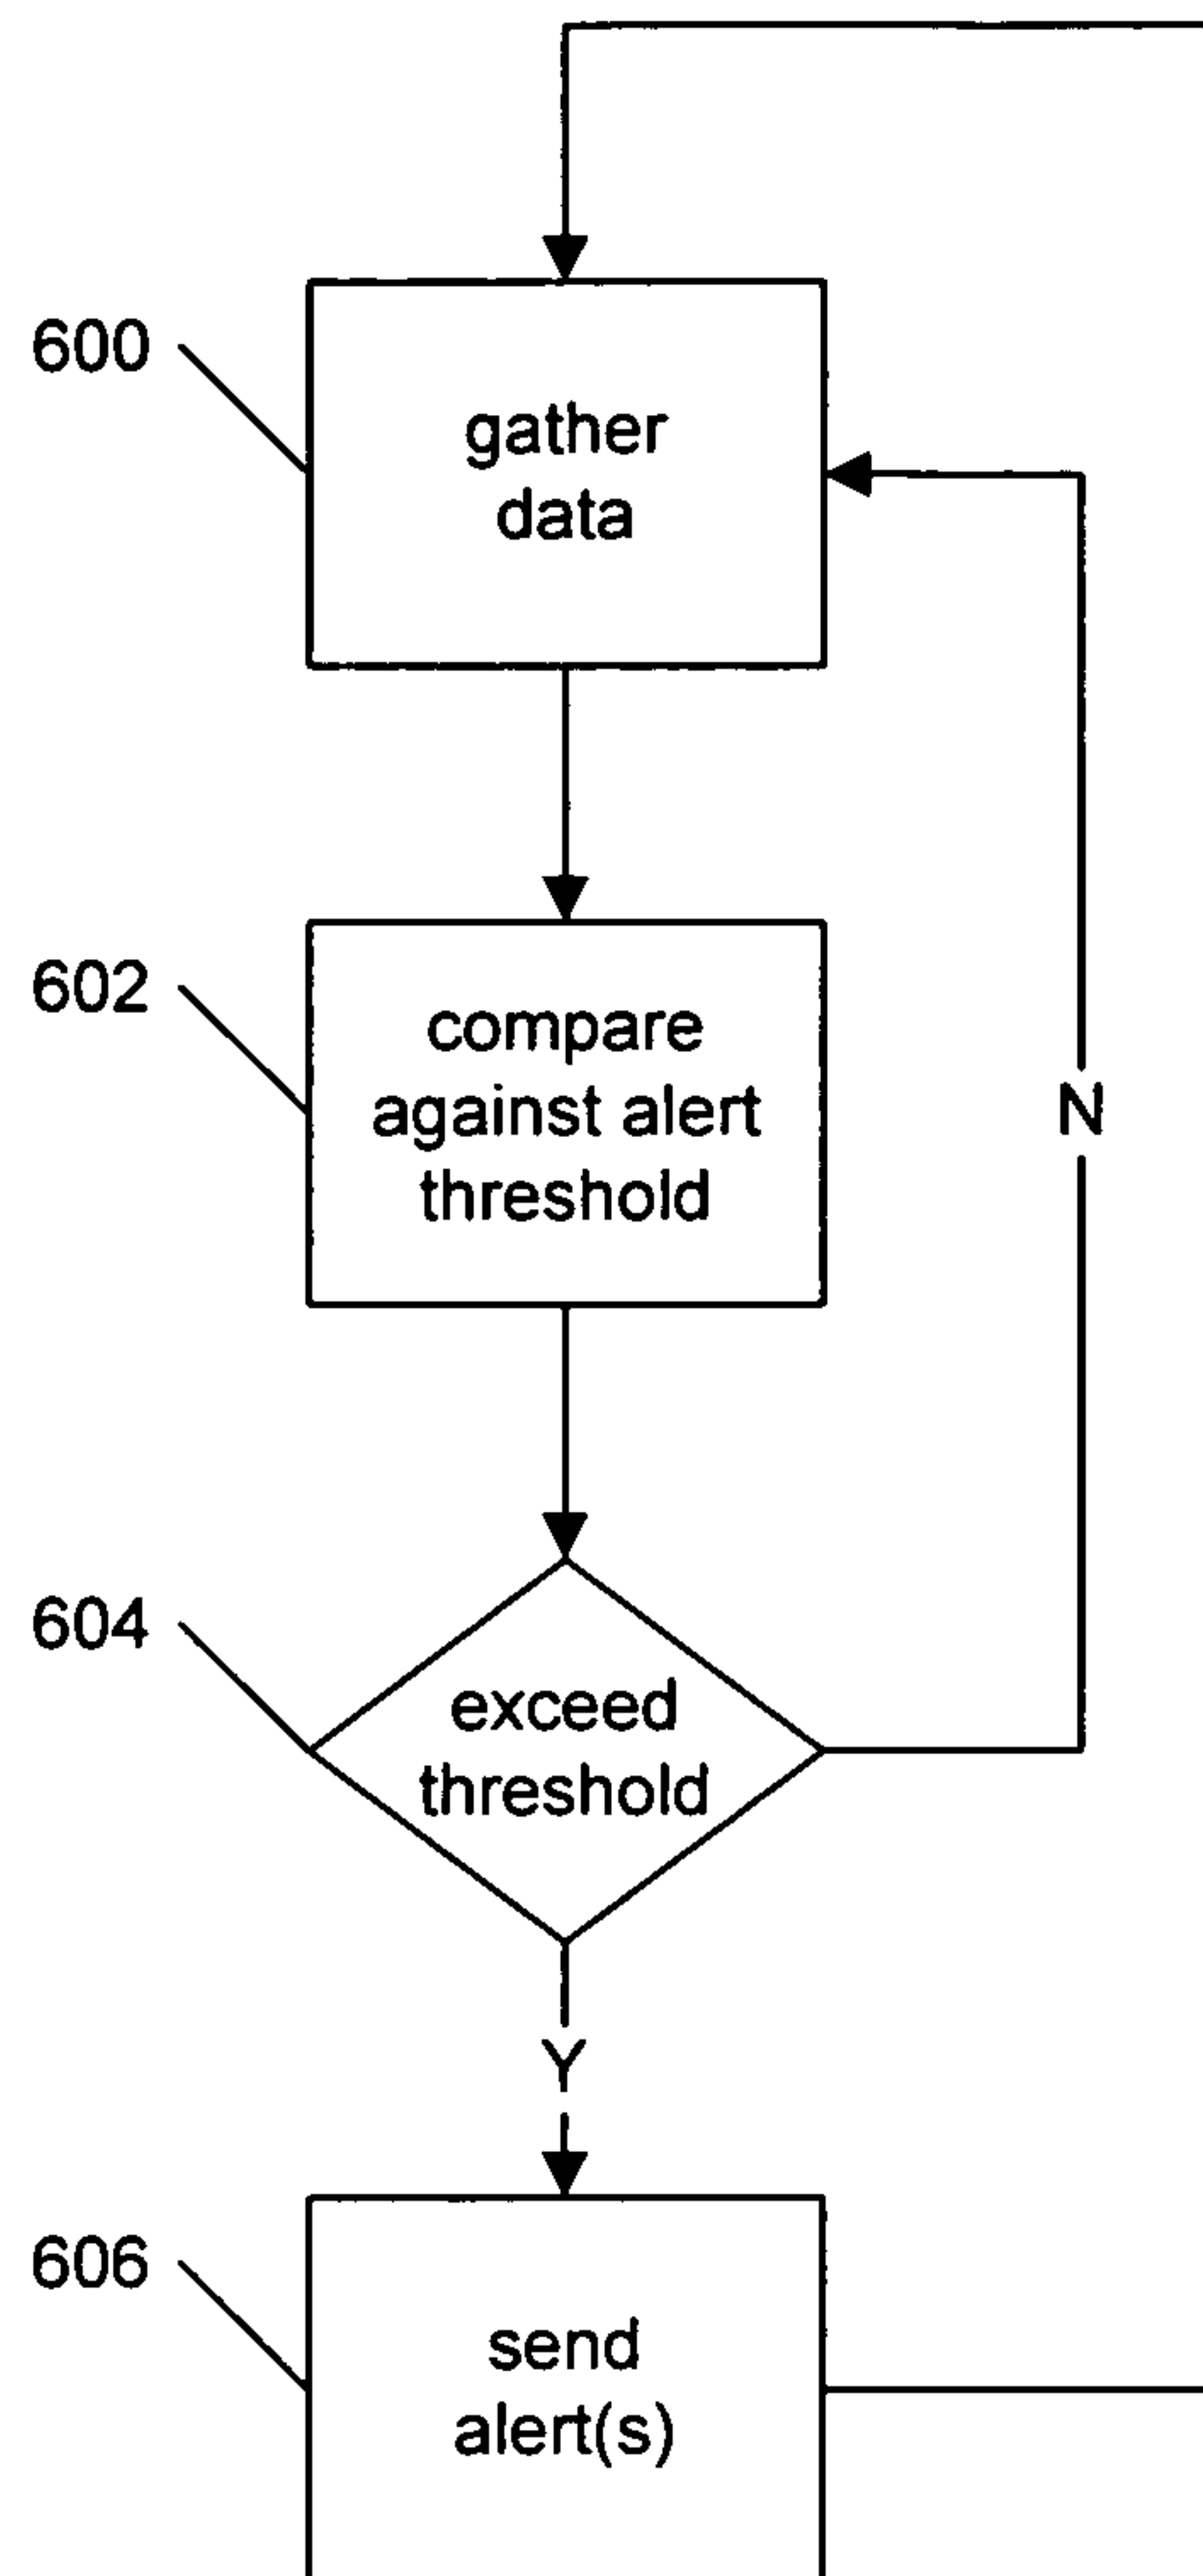 600
gather
data
602
compare
against alert
threshold
N
604
exceed
threshold
Y
606
send
alert(s)